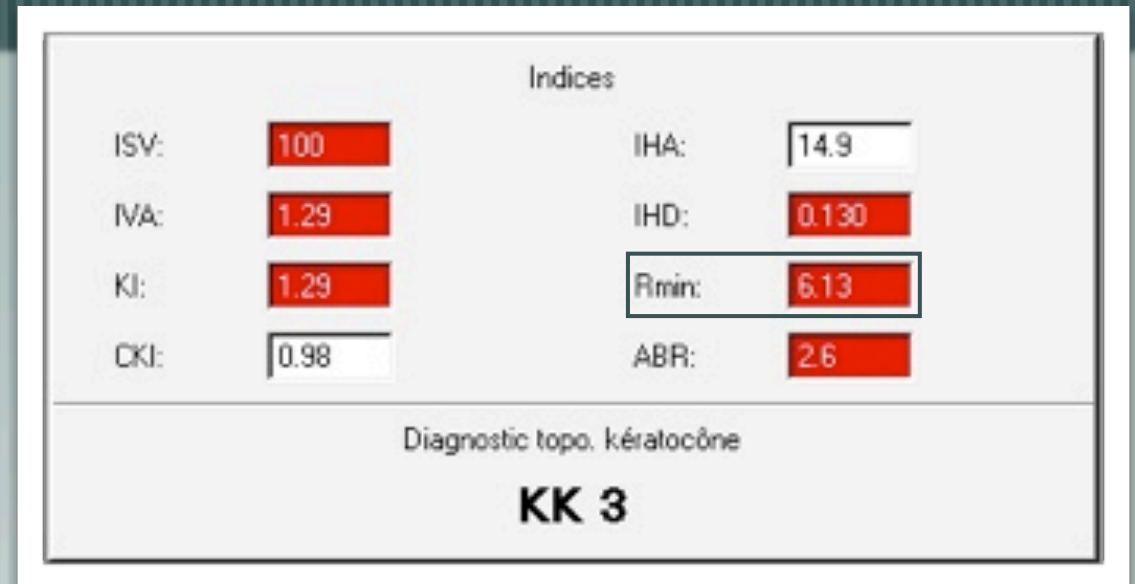 Indices
ISV: 100 IHA: 14.9
IVA: 1.29 IHD: 0.130
KI: 1.29 Rmin: 6.13
CKI: 0.98 ABR: 2.6
Diagnostic topo. kératocône
KK 3